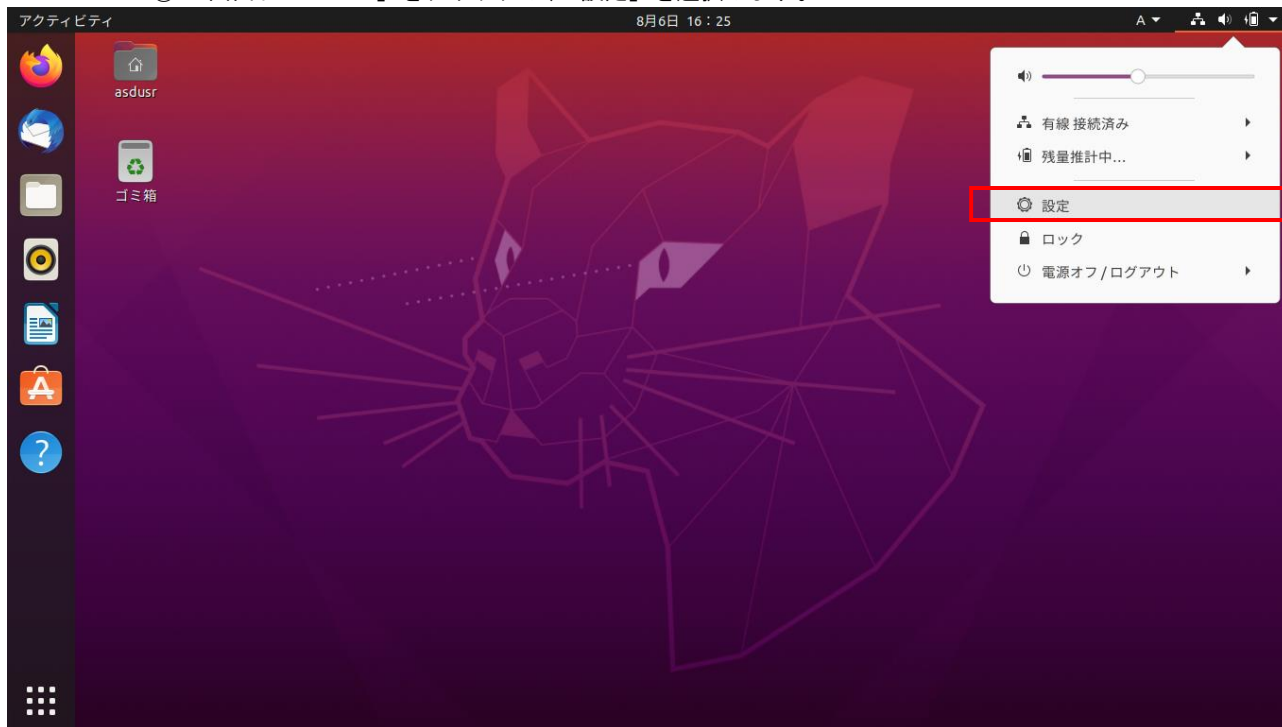 アクティビティ
8月6日 16：25
A
asdusr
ゴミ箱
有線 接続済み
残量推計中...
設定
ロック
電源オフ / ログアウト